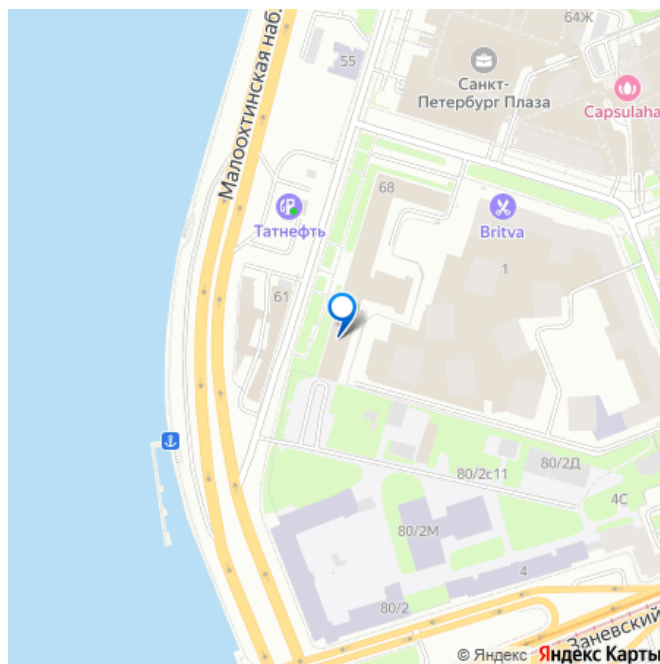 64Ж
Малоохтинская наб.
55
Санкт-
Петербург Плаза
Capsulaha
68
Татнефть
Britva
1
61
80/2с11
80/2Д
4С
80/2М
4
80/2
Заневский
© Яндекс Яндекс Карты